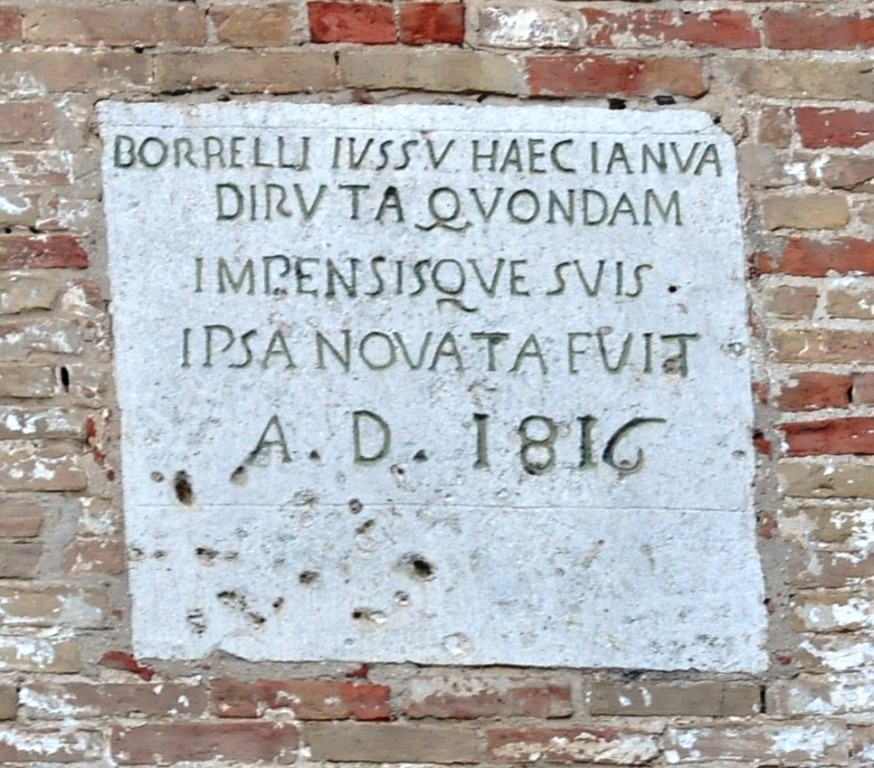 BORRELLI IVSSV HAEC IANVA
DIRVTA QVONDAM
IMPENSISQVE SVIS .
IPSA NOVATA FVIT
A . D . 1816